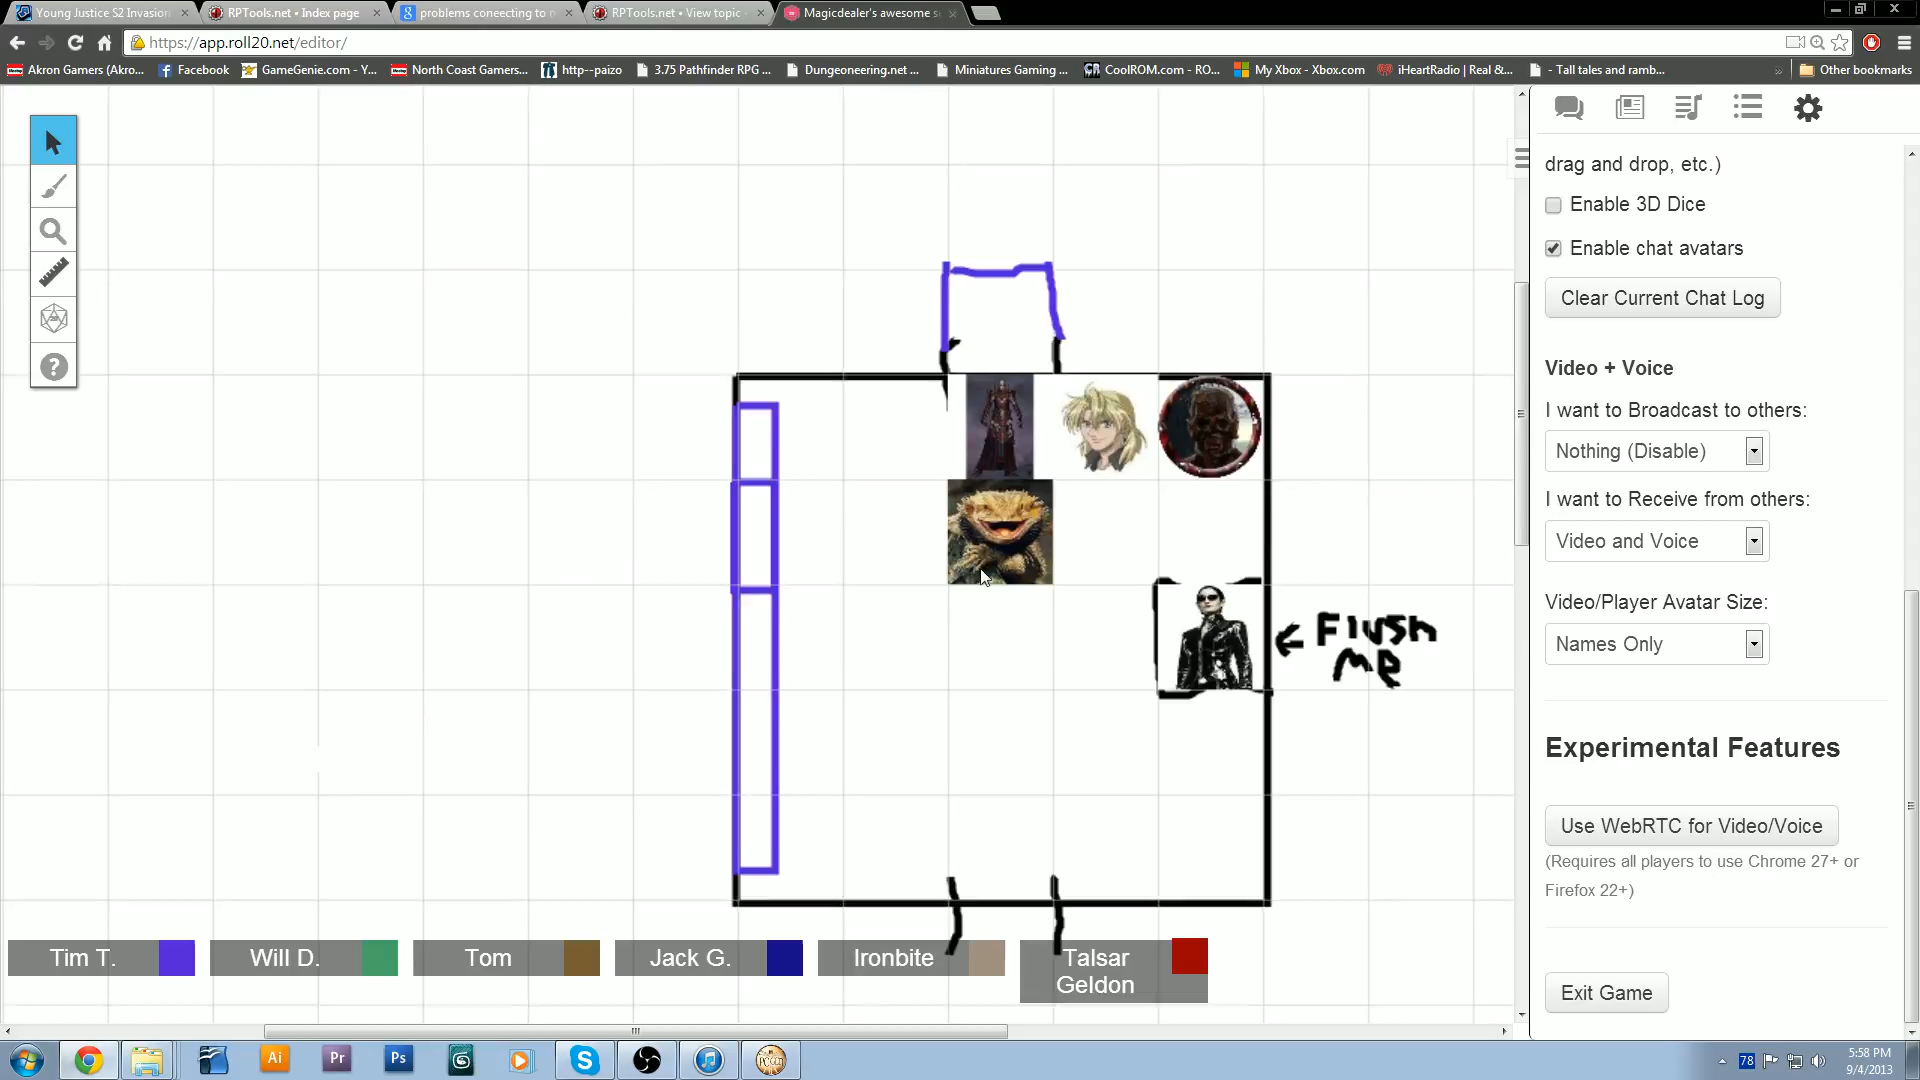 Young Justice S2 Invasion
RPTools.net • Index page
problems coneecting to
RPTools.net • View topic
Magicdealer's awesome s
https://app.roll20.net/editor/
Akron Gamers (Akro...
Facebook
GameGenie.com - Y...
North Coast Gamers...
http--paizo
3.75 Pathfinder RPG ...
Dungeoneering.net ...
Miniatures Gaming ...
CoolROM.com - RO...
My Xbox - Xbox.com
iHeartRadio | Real &...
- Tall tales and ramb...
» Other bookmarks
drag and drop, etc.)
Enable 3D Dice
Enable chat avatars
Clear Current Chat Log
Video + Voice
I want to Broadcast to others:
Nothing (Disable)
I want to Receive from others:
Video and Voice
Video/Player Avatar Size:
Names Only
Experimental Features
Use WebRTC for Video/Voice
(Requires all players to use Chrome 27+ or
Firefox 22+)
Exit Game
20
?
← Flush
me
Tim T.
Will D.
Tom
Jack G.
Ironbite
Talsar
Geldon
Ai
Pr
Ps
78
5:58 PM
9/4/2013